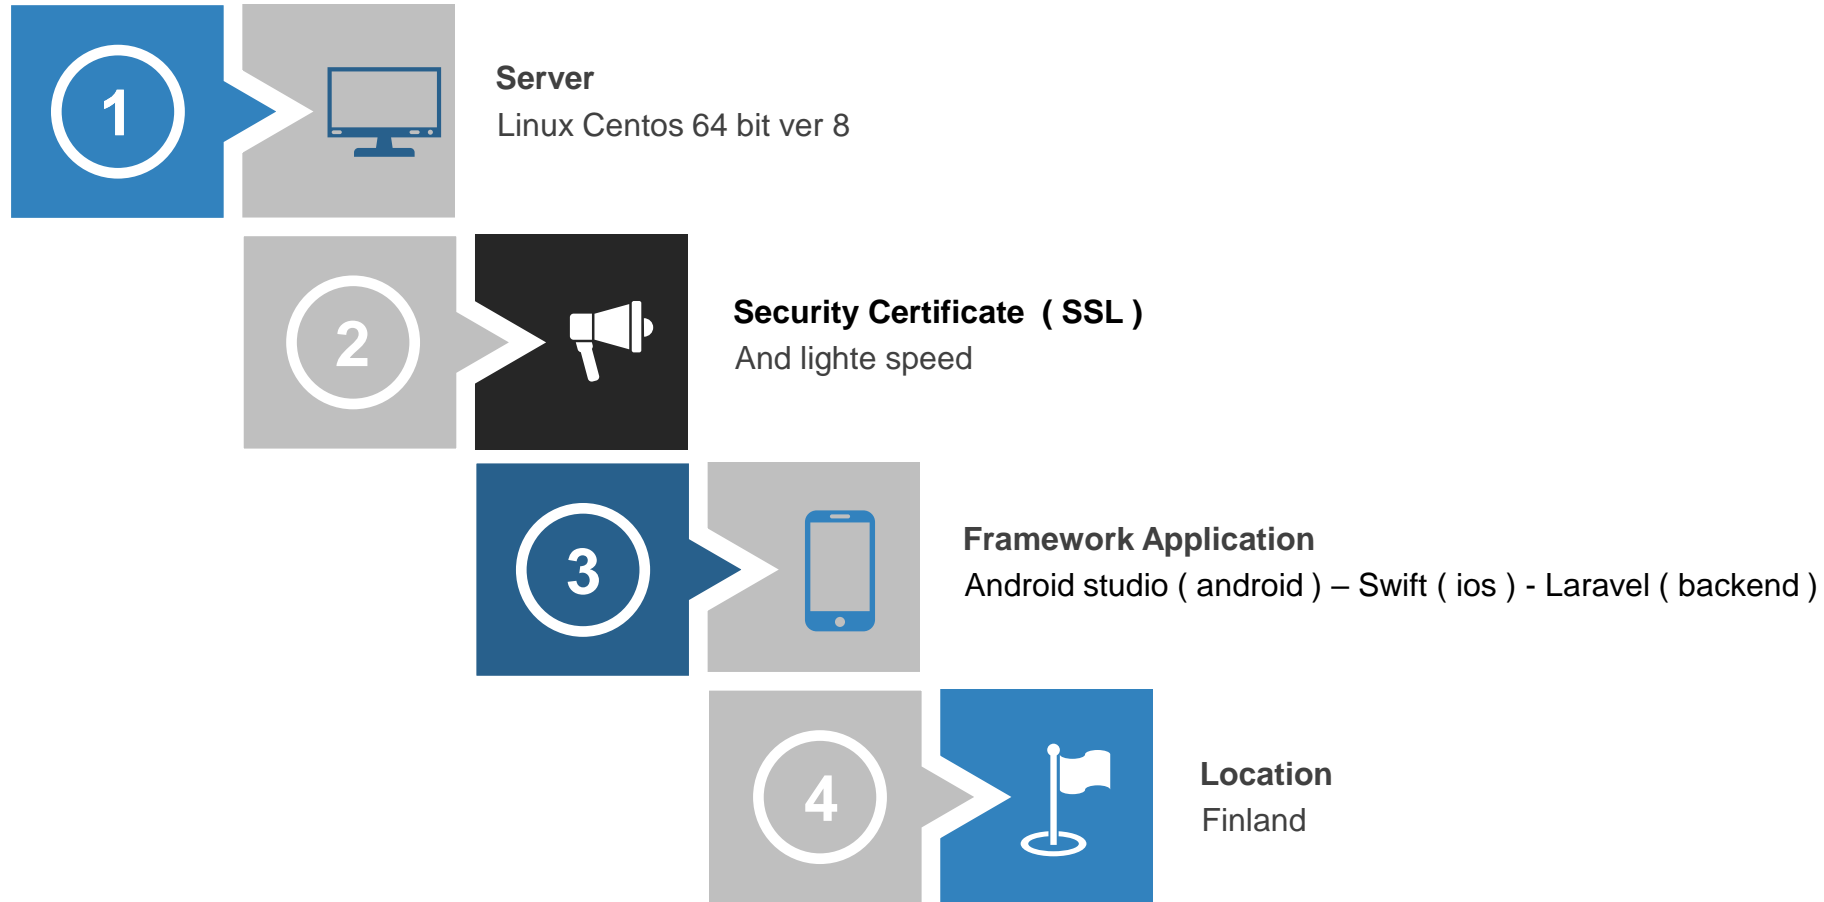 1
Server
Linux Centos 64 bit ver 8
2
Security Certificate ( SSL )
And lighte speed
3
Framework Application
Android studio ( android ) – Swift ( ios ) - Laravel ( backend )
4
Location
Finland